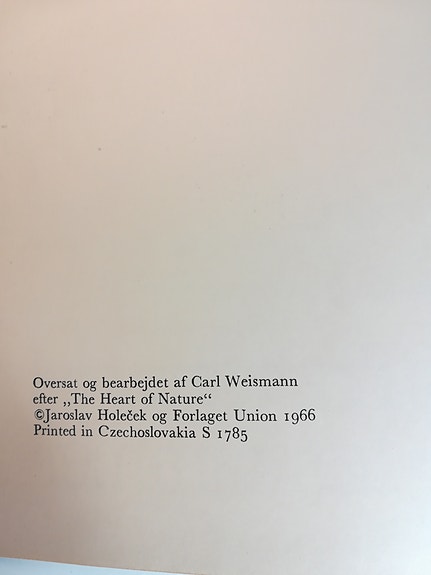 Oversat og bearbejdet af Carl Weismann
efter „The Heart of Nature“
©Jaroslav Holeček og Forlaget Union 1966
Printed in Czechoslovakia S 1785